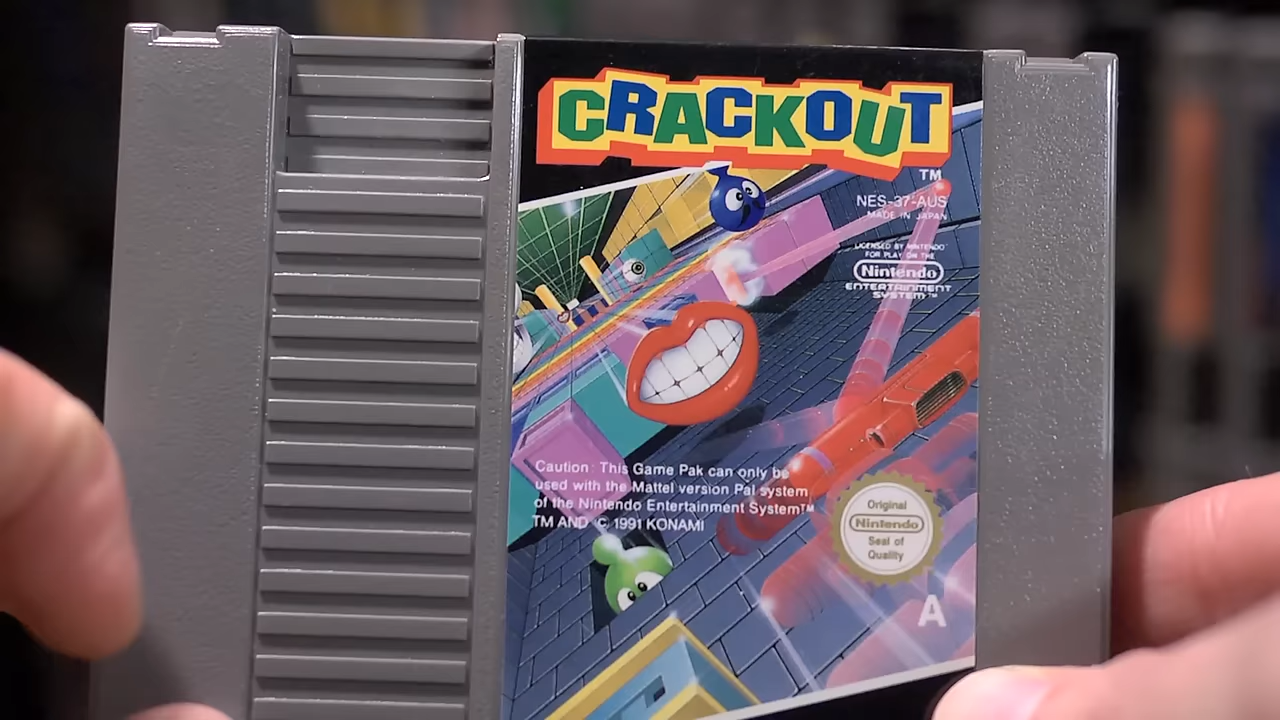 CRACKOUT
TM
NES-37-AUS
MADE IN JAPAN
LICENSED BY NINTENDO
FOR PLAY ON THE
Nintendo
ENTERTAINMENT
SYSTEM™
Caution : This Game Pak can only be
used with the Mattel version Pal system
of the Nintendo Entertainment System™
TM AND © 1991 KONAMI
Original
Nintendo
Seal of
Quality
A